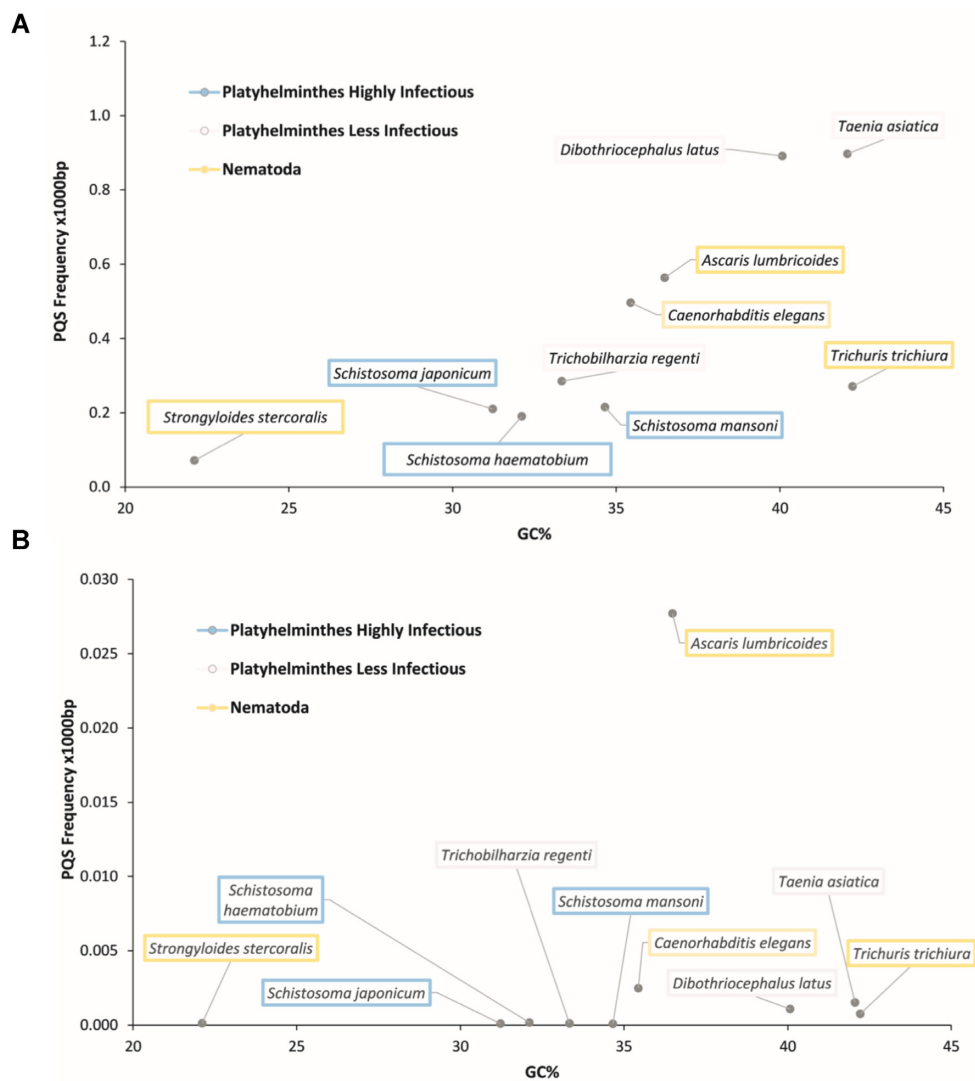 A
1.2
1.0
0.8
0.6
0.4
0.2
0.0
PQS Frequency x1000bp
Platyhelminthes Highly Infectious
Platyhelminthes Less Infectious
Nematoda
Taenia asiatica
Dibothriocephalus latus
Ascaris lumbricoides
Caenorhabditis elegans
Trichobilharzia regenti
Trichuris trichiura
Schistosoma japonicum
Strongyloides stercoralis
Schistosoma mansoni
Schistosoma haematobium
20 25 30 35 40 45
GC%
B
0.030
0.025
0.020
0.015
0.010
0.005
0.000
PQS Frequency x1000bp
Platyhelminthes Highly Infectious
Platyhelminthes Less Infectious
Nematoda
Ascaris lumbricoides
Trichobilharzia regenti
Taenia asiatica
Schistosoma
haematobium
Schistosoma mansoni
Strongyloides stercoralis
Caenorhabditis elegans
Trichuris trichiura
Dibothriocephalus latus
Schistosoma japonicum
20 25 30 35 40 45
GC%